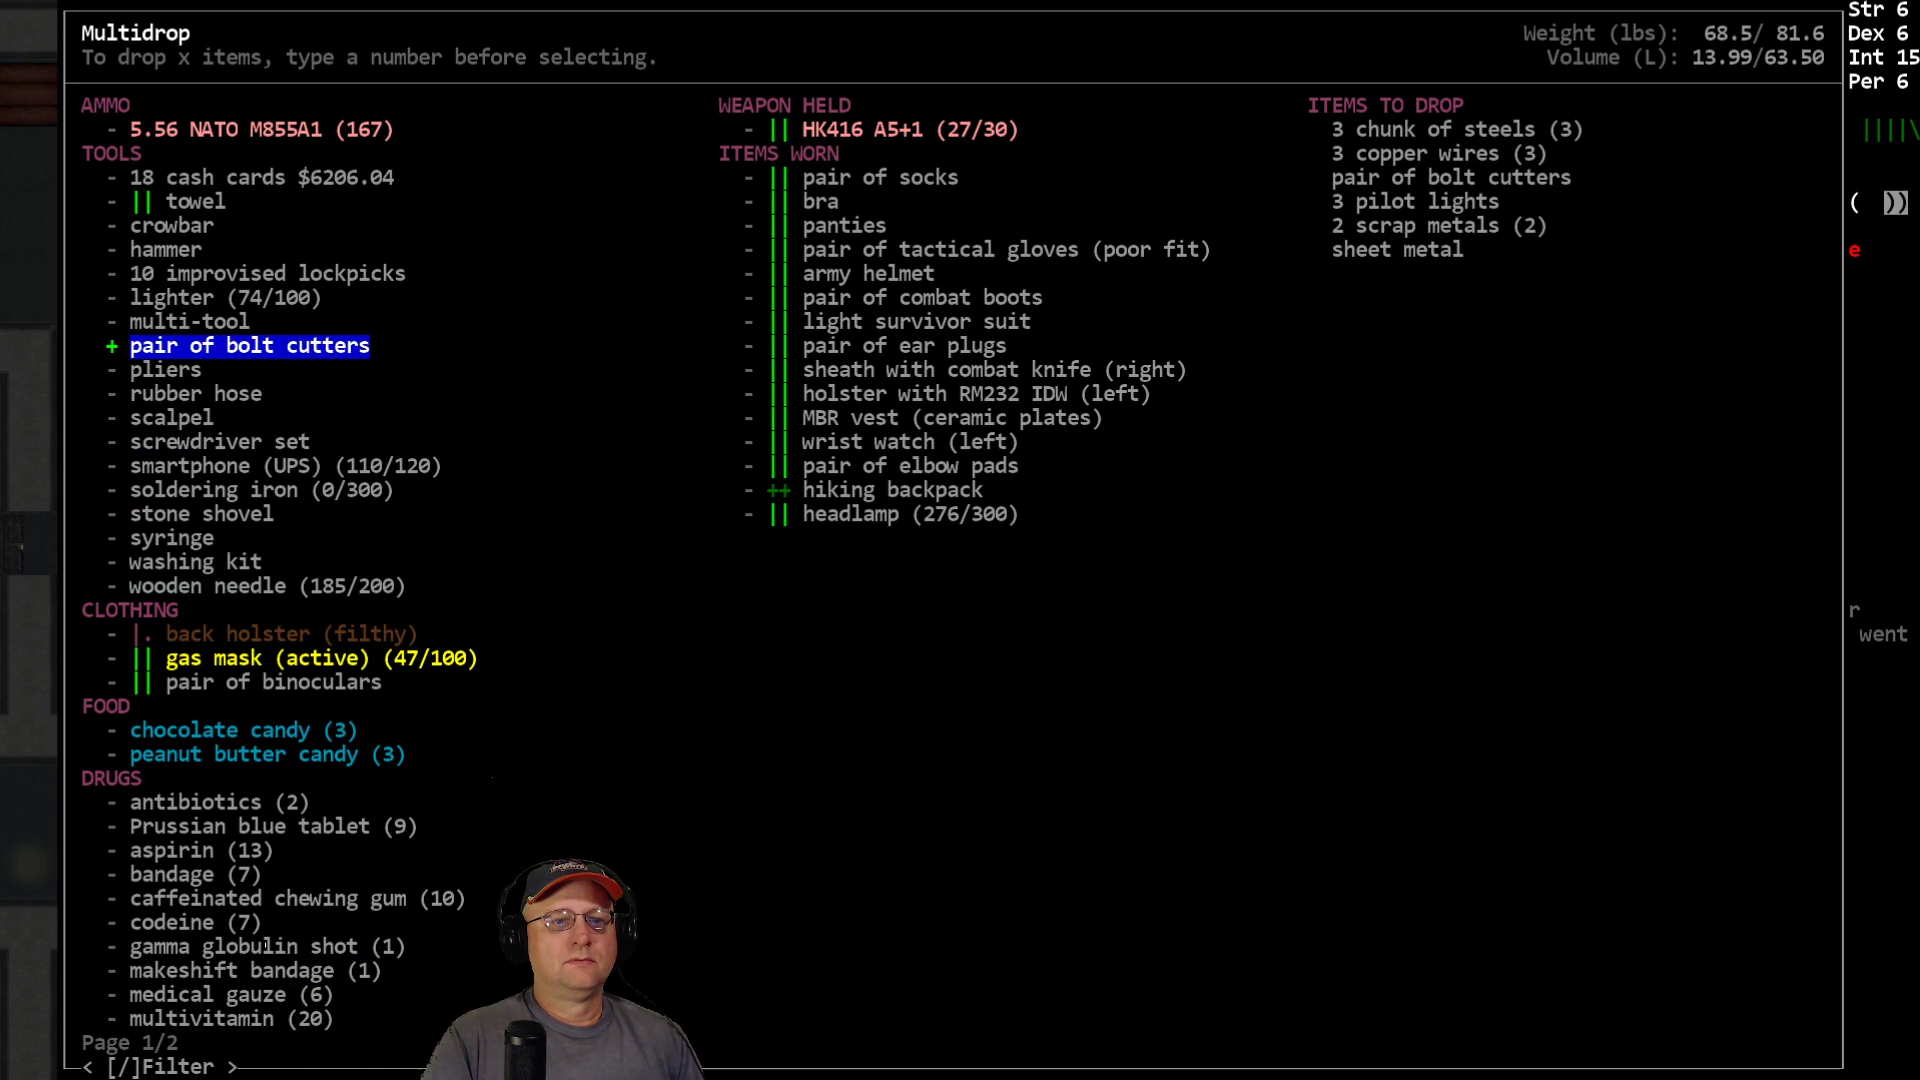 Multidrop
To drop x items, type a number before selecting.
Weight (lbs): 68.5/ 81.6
Volume (L): 13.99/63.50
AMMO
- 5.56 NATO M855A1 (167)
TOOLS
- 18 cash cards $6206.04
- || towel
- crowbar
- hammer
- 10 improvised lockpicks
- lighter (74/100)
- multi-tool
+ pair of bolt cutters
- pliers
- rubber hose
- scalpel
- screwdriver set
- smartphone (UPS) (110/120)
- soldering iron (0/300)
- stone shovel
- syringe
- washing kit
- wooden needle (185/200)
CLOTHING
- |. back holster (filthy)
- || gas mask (active) (47/100)
- || pair of binoculars
FOOD
- chocolate candy (3)
- peanut butter candy (3)
DRUGS
- antibiotics (2)
- Prussian blue tablet (9)
- aspirin (13)
- bandage (7)
- caffeinated chewing gum (10)
- codeine (7)
- gamma globulin shot (1)
- makeshift bandage (1)
- medical gauze (6)
- multivitamin (20)
Page 1/2
< [/]Filter >
WEAPON HELD
- || HK416 A5+1 (27/30)
ITEMS WORN
- || pair of socks
- || bra
- || panties
- || pair of tactical gloves (poor fit)
- || army helmet
- || pair of combat boots
- || light survivor suit
- || pair of ear plugs
- || sheath with combat knife (right)
- || holster with RM232 IDW (left)
- || MBR vest (ceramic plates)
- || wrist watch (left)
- || pair of elbow pads
- ++ hiking backpack
- || headlamp (276/300)
ITEMS TO DROP
3 chunk of steels (3)
3 copper wires (3)
pair of bolt cutters
3 pilot lights
2 scrap metals (2)
sheet metal
Str 6
Dex 6
Int 15
Per 6
||||\
( ))
e
r
went